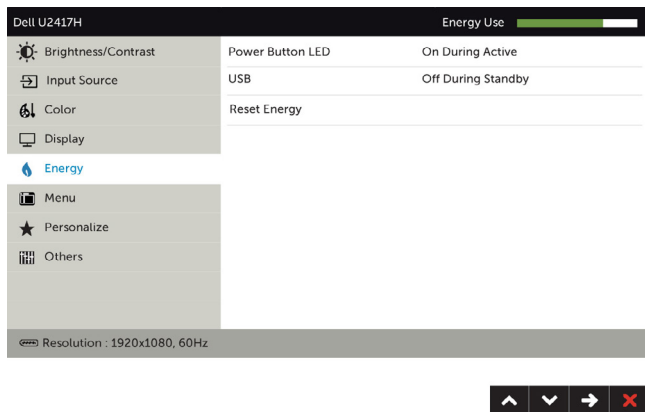 Dell U2417H Energy Use
Brightness/Contrast Power Button LED On During Active
Input Source USB Off During Standby
Color Reset Energy
Display
Energy
Menu
Personalize
Others
Resolution : 1920x1080, 60Hz